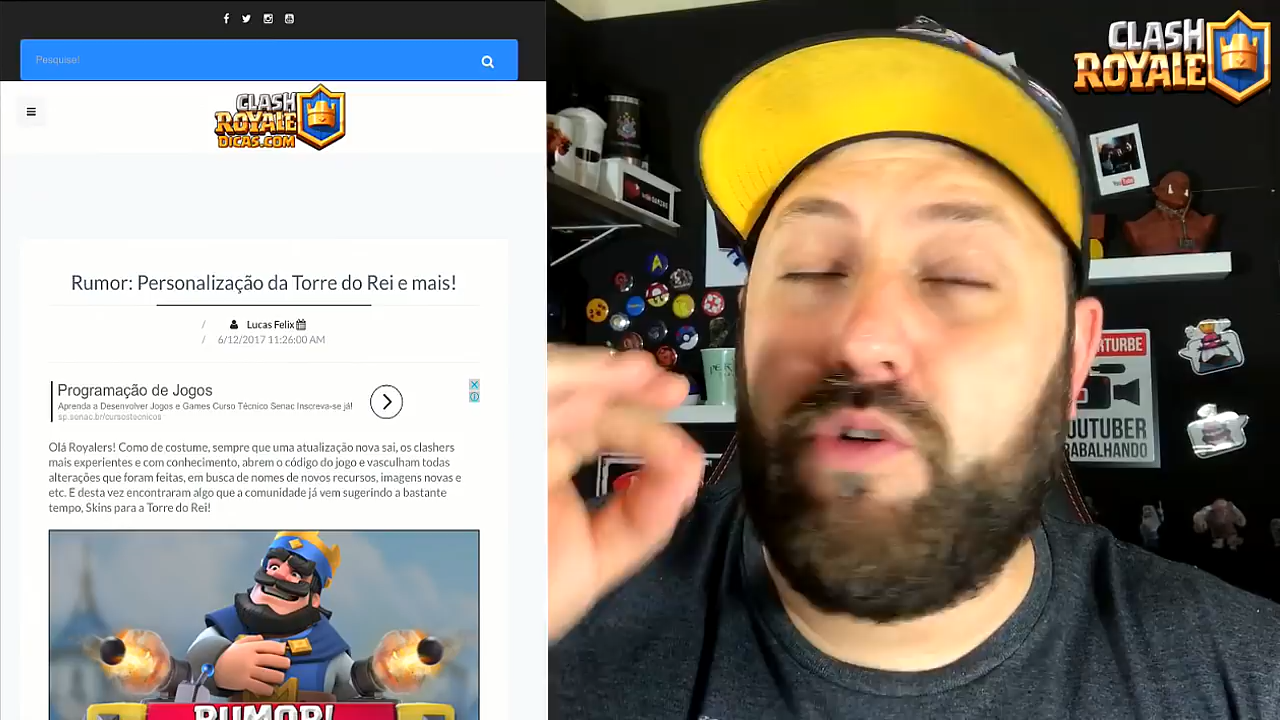 Pesquise!
CLASH
ROYALE
DICAS.COM
Rumor: Personalização da Torre do Rei e mais!
/ Lucas Felix
/ 6/12/2017 11:26:00 AM
Programação de Jogos
Aprenda a Desenvolver Jogos e Games Curso Técnico Senac Inscreva-se já!
sp.senac.br/cursostecnicos
Olá Royalers! Como de costume, sempre que uma atualização nova sai, os clashers
mais experientes e com conhecimento, abrem o código do jogo e vasculham todas
alterações que foram feitas, em busca de nomes de novos recursos, imagens novas e
etc. E desta vez encontraram algo que a comunidade já vem sugerindo a bastante
tempo, Skins para a Torre do Rei!
RUMOR!
CLASH
ROYALE
YouTube
RTURBE
YOUTUBER
RABALHANDO